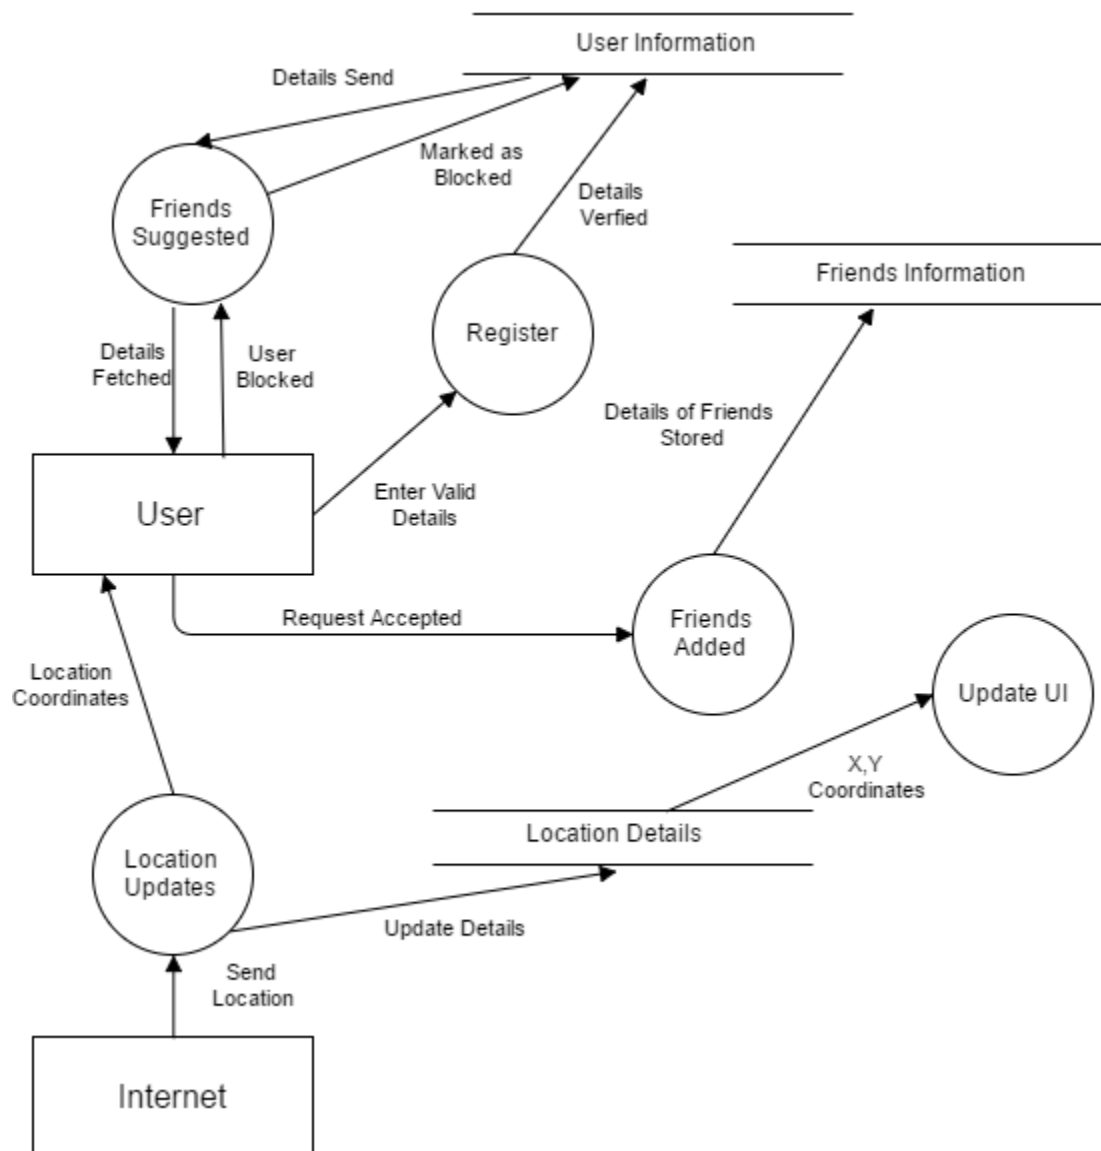 User Information
Details Send
Marked as
Blocked
Details
Verfied
Friends
Suggested
Friends Information
Register
Details
Fetched
User
Blocked
Details of Friends
Stored
User
Enter Valid
Details
Request Accepted
Friends
Added
Location
Coordinates
Update UI
X,Y
Coordinates
Location Details
Location
Updates
Update Details
Send
Location
Internet